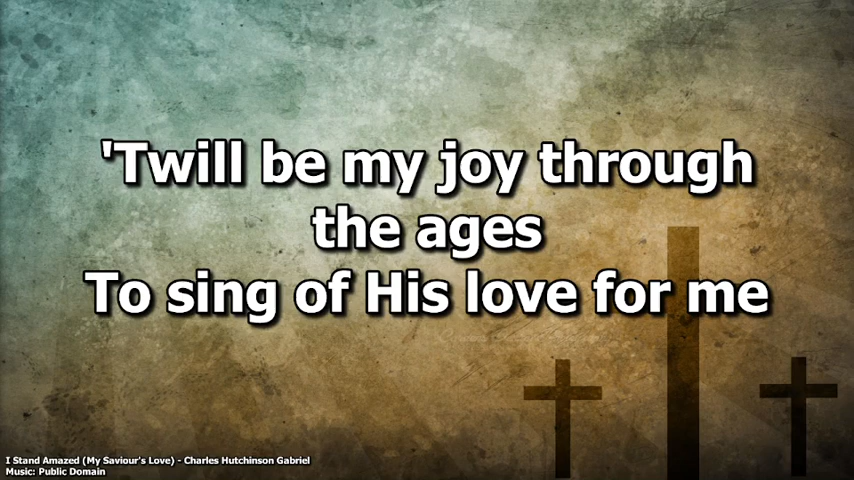 'Twill be my joy through
the ages
To sing of His love for me
I Stand Amazed (My Saviour's Love) - Charles Hutchinson Gabriel
Music: Public Domain